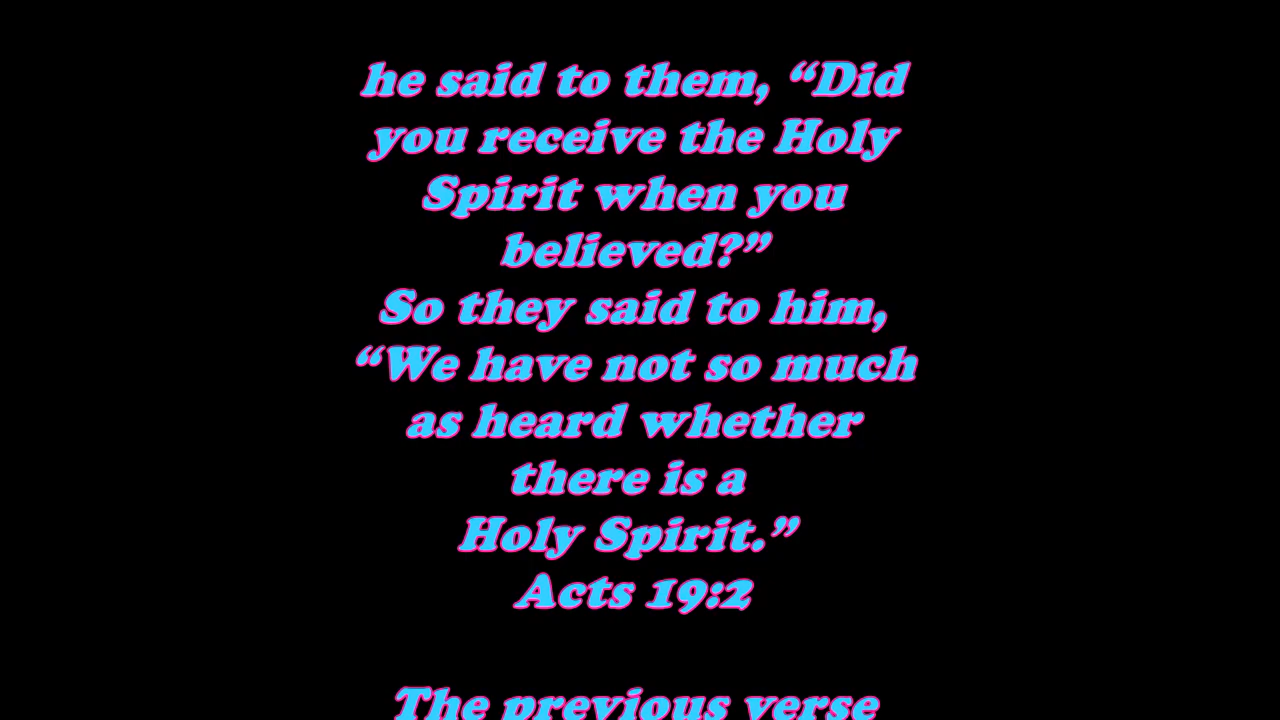 he said to them, “Did
you receive the Holy
Spirit when you
believed?”
So they said to him,
“We have not so much
as heard whether
there is a
Holy Spirit.”
Acts 19:2
The previous verse